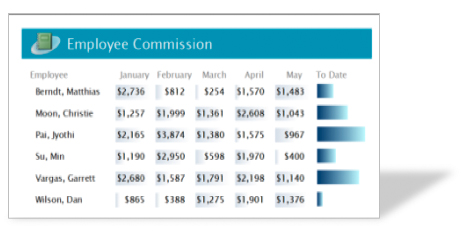 Employee Commission
Employee January February March April May To Date
Berndt, Matthias $2,736 $812 $254 $1,570 $1,483
Moon, Christie $1,257 $1,999 $1,361 $2,608 $1,043
Pai, Jyothi $2,165 $3,874 $1,380 $1,575 $967
Su, Min $1,190 $2,950 $598 $1,970 $400
Vargas, Garrett $2,680 $1,587 $1,791 $2,198 $1,140
Wilson, Dan $865 $388 $1,275 $1,901 $1,376